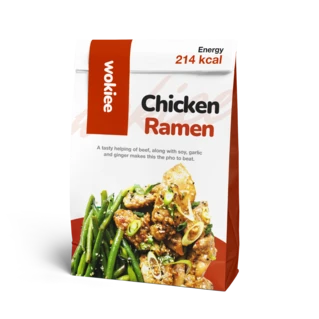 Energy
214 kcal
wokiee
Chicken
Ramen
A tasty helping of beef, along with soy, garlic
and ginger makes this the pho to beat.